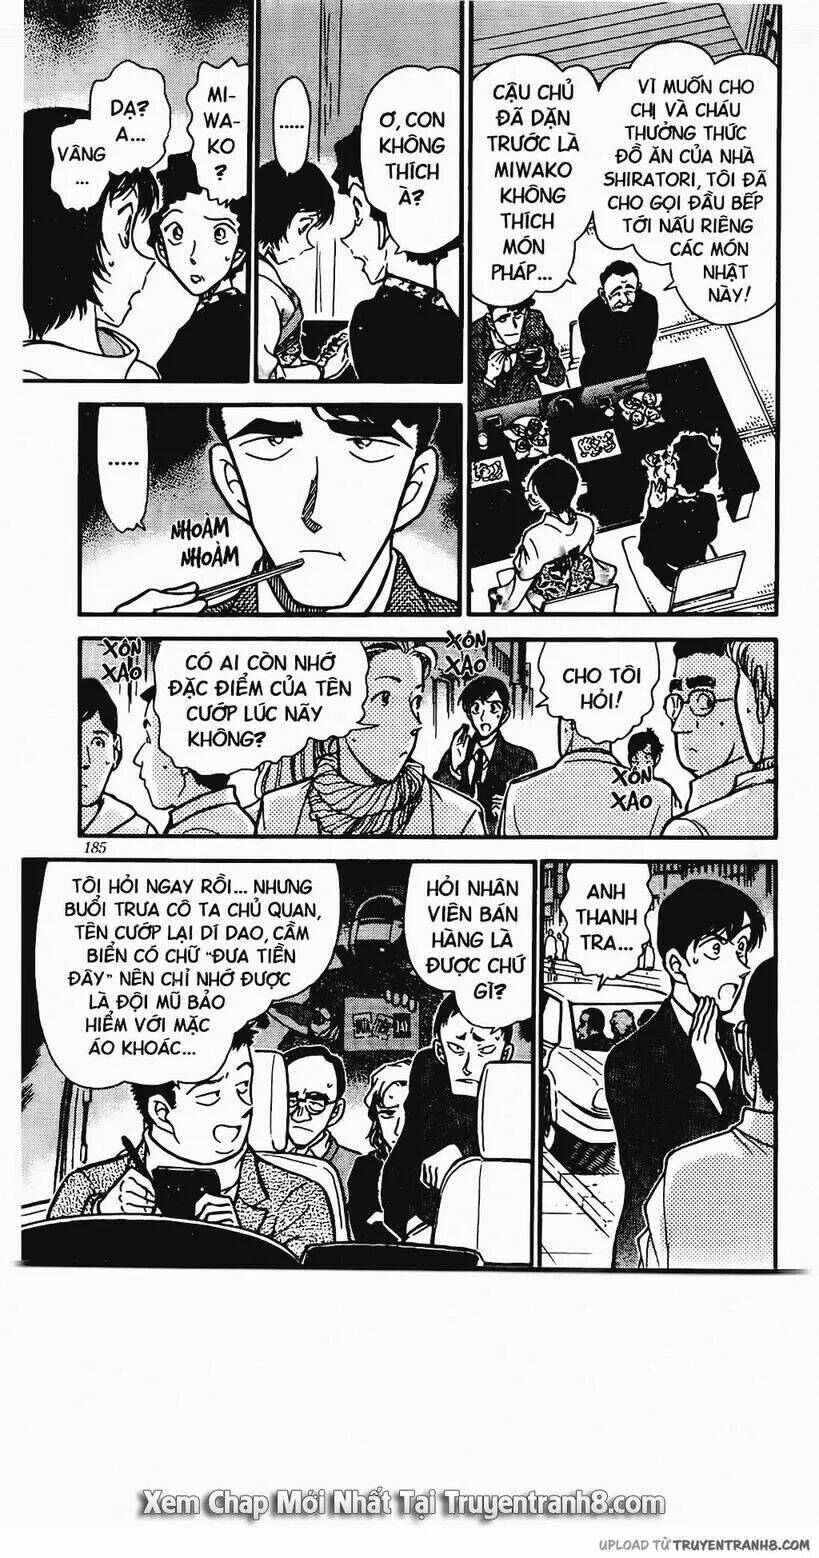 VÌ MUỐN CHO
CHỊ VÀ CHÁU
THƯỞNG THỨC
ĐỒ ĂN CỦA NHÀ
SHIRATORI, TÔI ĐÃ
CHO GỌI ĐẦU BẾP
TỚI NẤU RIÊNG
CÁC MÓN
NHẬT
NÀY!
CẬU CHỦ
ĐÃ DẶN
TRƯỚC LÀ
MIWAKO
KHÔNG
THÍCH
MÓN
PHÁP...
Ơ, CON
KHÔNG
THÍCH
À?
......
MI-
WA-
KO
?
DẠ?
A...
VÂNG
...
......
NHOÀM
NHOÀM
CHO TÔI
HỎI!
XÔN
XAO
XÔN
XAO
CÓ AI CÒN NHỚ
ĐẶC ĐIỂM CỦA TÊN
CƯỚP LÚC NÃY
KHÔNG?
XÔN
XAO
185
ANH
THANH
TRA...
HỎI NHÂN
VIÊN BÁN
HÀNG LÀ
ĐƯỢC CHỨ
GÌ?
TÔI HỎI NGAY RỒI... NHƯNG
BUỔI TRƯA CÔ TA CHỦ QUAN,
TÊN CƯỚP LẠI DÍ DAO, CẦM
BIỂN CÓ CHỮ "ĐƯA TIỀN
ĐÂY" NÊN CHỈ NHỚ ĐƯỢC
LÀ ĐỘI MŨ BẢO
HIỂM VỚI MẶC
ÁO KHOÁC...
Xem Chap Mới Nhất Tại Truyentranh8.com
UPLOAD TỪ TRUYENTRANH8.COM